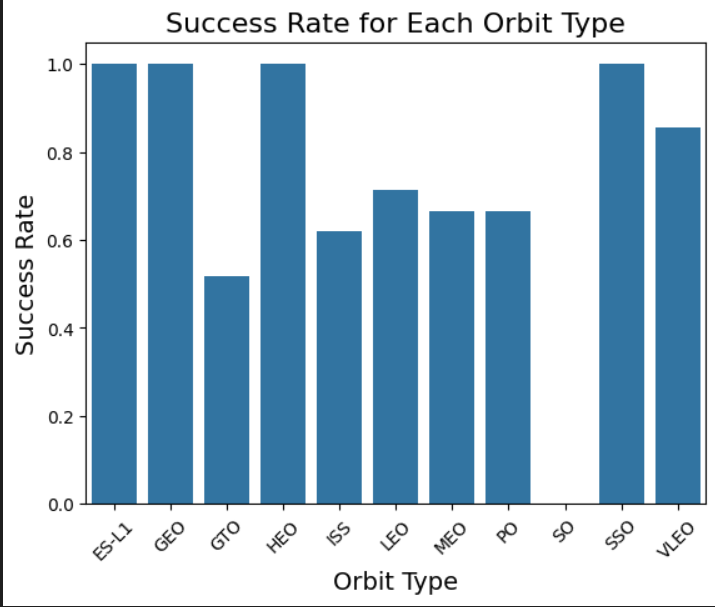 Success Rate for Each Orbit Type
Success Rate
1.0
0.8
0.6
0.4
0.2
0.0
ES-L1
GEO
GTO
HEO
ISS
LEO
MEO
PO
SO
SSO
VLEO
Orbit Type